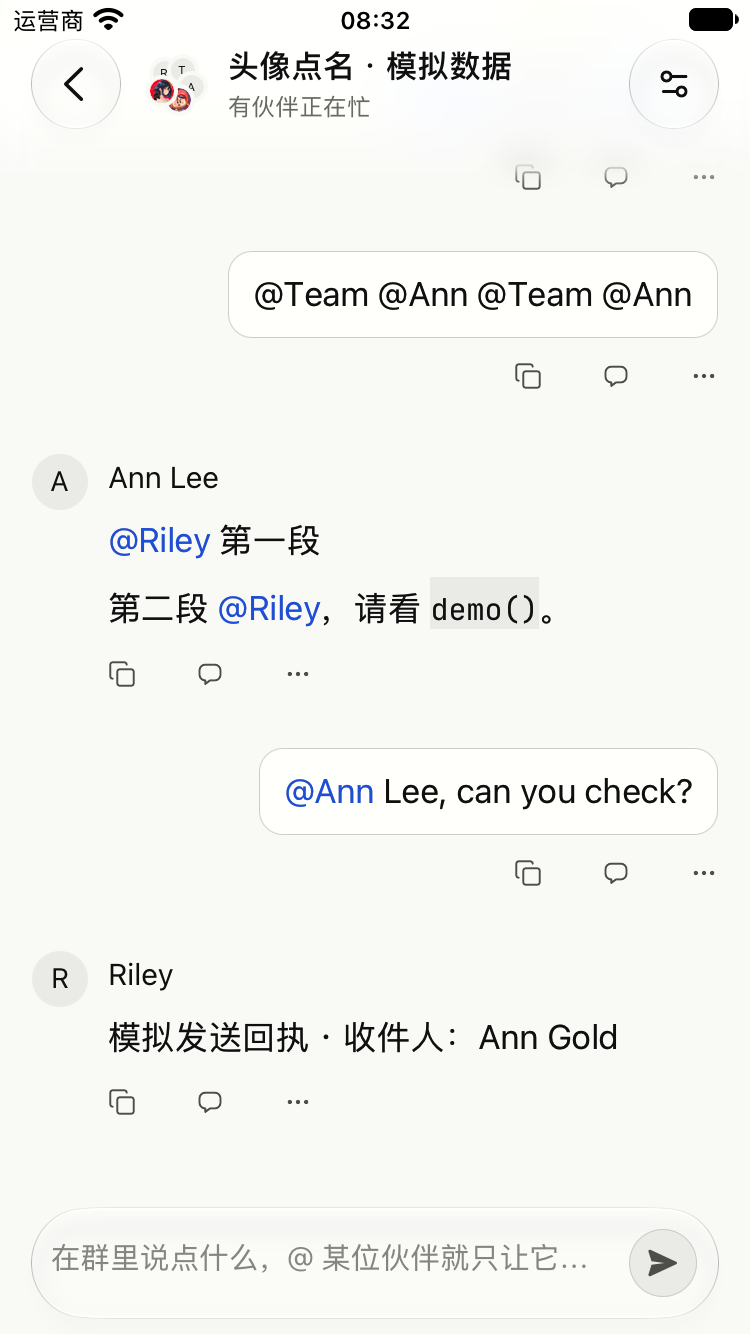 运营商 08:32
R T A
头像点名 · 模拟数据
有伙伴正在忙
@Team @Ann @Team @Ann
A Ann Lee
@Riley 第一段
第二段 @Riley，请看 demo()。
@Ann Lee, can you check?
R Riley
模拟发送回执 · 收件人：Ann Gold
在群里说点什么，@ 某位伙伴就只让它…